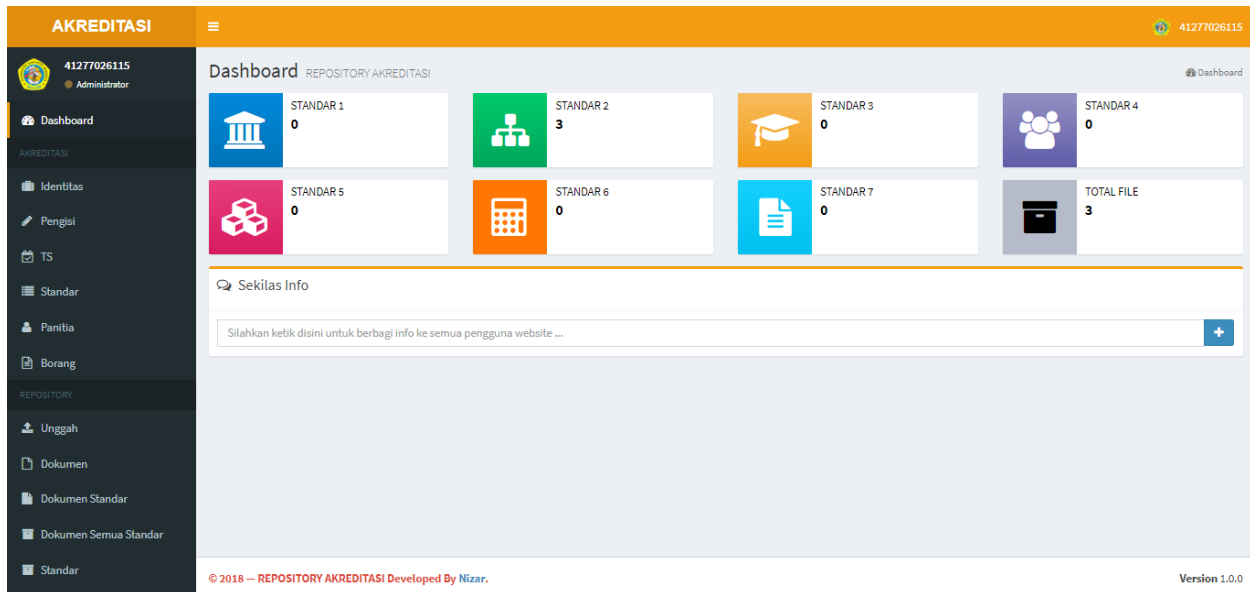 AKREDITASI
41277026115
41277026115
Administrator
Dashboard
AKREDITASI
Identitas
Pengisi
TS
Standar
Panitia
Borang
REPOSITORY
Unggah
Dokumen
Dokumen Standar
Dokumen Semua Standar
Standar
Dashboard REPOSITORY AKREDITASI
Dashboard
STANDAR 1
0
STANDAR 2
3
STANDAR 3
0
STANDAR 4
0
STANDAR 5
0
STANDAR 6
0
STANDAR 7
0
TOTAL FILE
3
Sekilas Info
Silahkan ketik disini untuk berbagi info ke semua pengguna website ...
© 2018 — REPOSITORY AKREDITASI Developed By Nizar.
Version 1.0.0